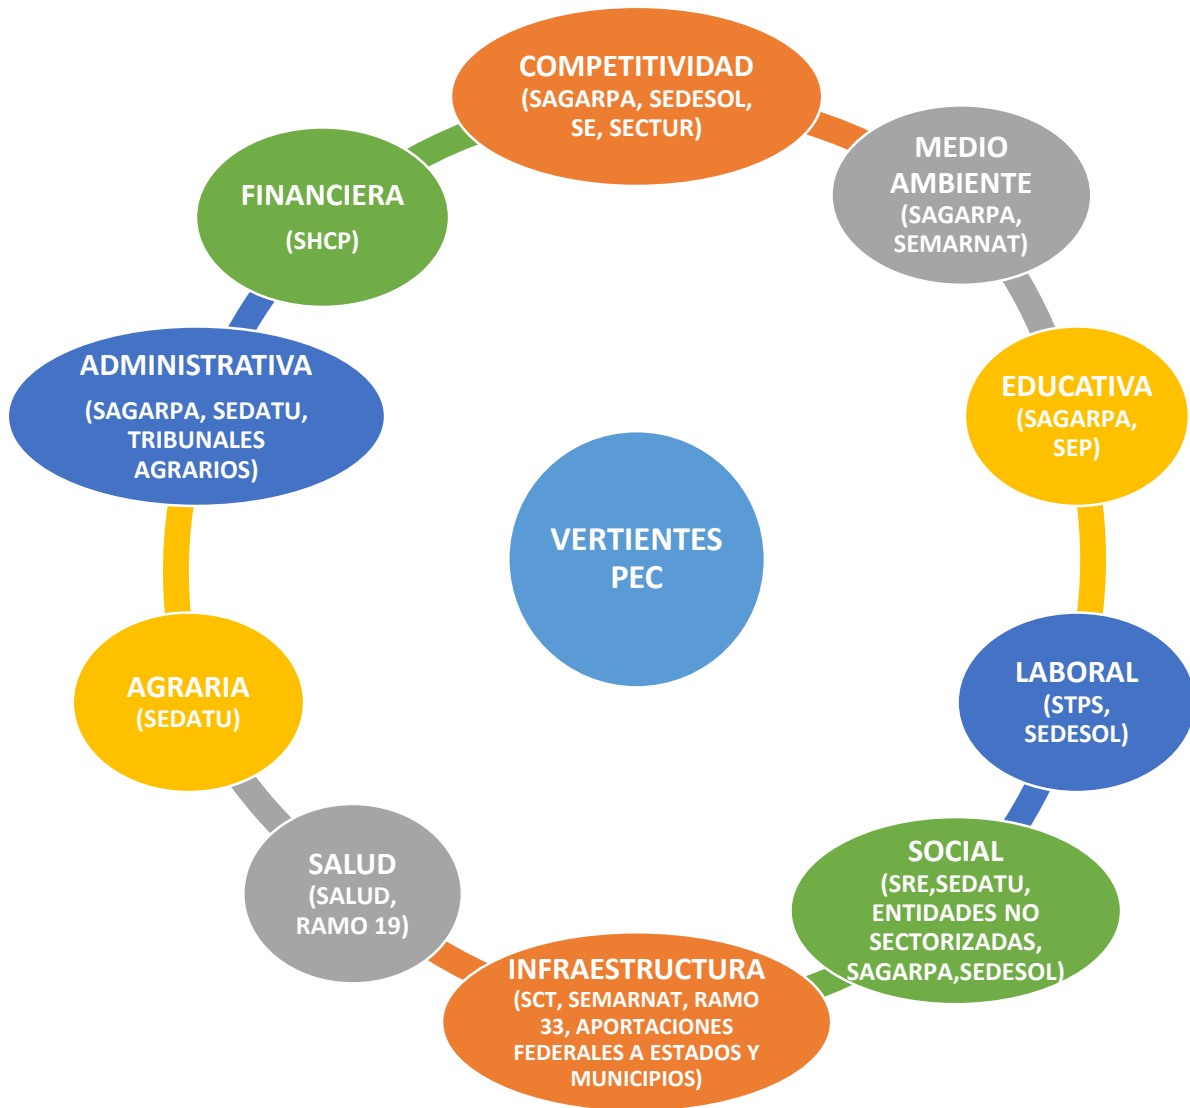 COMPETITIVIDAD
(SAGARPA, SEDESOL,
SE, SECTUR)
MEDIO
AMBIENTE
(SAGARPA,
SEMARNAT)
EDUCATIVA
(SAGARPA,
SEP)
LABORAL
(STPS,
SEDESOL)
SOCIAL
(SRE,SEDATU,
ENTIDADES NO
SECTORIZADAS,
SAGARPA,SEDESOL)
INFRAESTRUCTURA
(SCT, SEMARNAT, RAMO
33, APORTACIONES
FEDERALES A ESTADOS Y
MUNICIPIOS)
SALUD
(SALUD,
RAMO 19)
AGRARIA
(SEDATU)
ADMINISTRATIVA
(SAGARPA, SEDATU,
TRIBUNALES
AGRARIOS)
FINANCIERA
(SHCP)
VERTIENTES
PEC